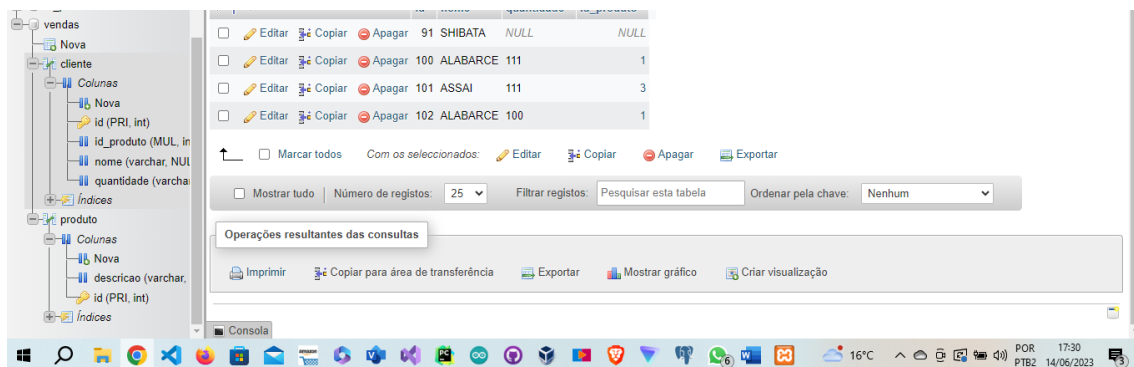 vendas
Nova
cliente
Colunas
Nova
id (PRI, int)
id_produto (MUL, in
nome (varchar, NUL
quantidade (varchar
Índices
produto
Colunas
Nova
descricao (varchar,
id (PRI, int)
Índices
id nome quantidade id_produto
Editar Copiar Apagar 91 SHIBATA NULL NULL
Editar Copiar Apagar 100 ALABARCE 111 1
Editar Copiar Apagar 101 ASSAI 111 3
Editar Copiar Apagar 102 ALABARCE 100 1
Marcar todos Com os seleccionados: Editar Copiar Apagar Exportar
Mostrar tudo Número de registos: 25 Filtrar registos: Pesquisar esta tabela Ordenar pela chave: Nenhum
Operações resultantes das consultas
Imprimir Copiar para área de transferência Exportar Mostrar gráfico Criar visualização
Consola
16°C POR 17:30
PTB2 14/06/2023